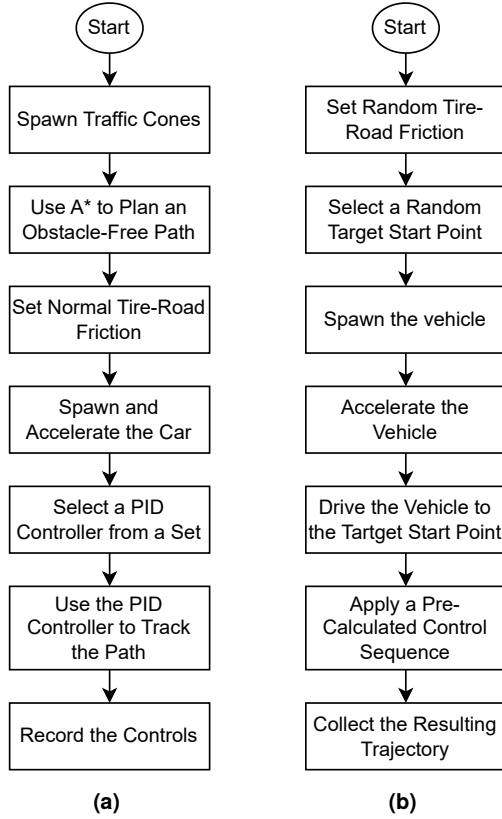 Start
Spawn Traffic Cones
Use A* to Plan an
Obstacle-Free Path
Set Normal Tire-Road
Friction
Spawn and
Accelerate the Car
Select a PID
Controller from a Set
Use the PID
Controller to Track
the Path
Record the Controls
(a)
Start
Set Random Tire-
Road Friction
Select a Random
Target Start Point
Spawn the vehicle
Accelerate the
Vehicle
Drive the Vehicle to
the Tartget Start Point
Apply a Pre-
Calculated Control
Sequence
Collect the Resulting
Trajectory
(b)